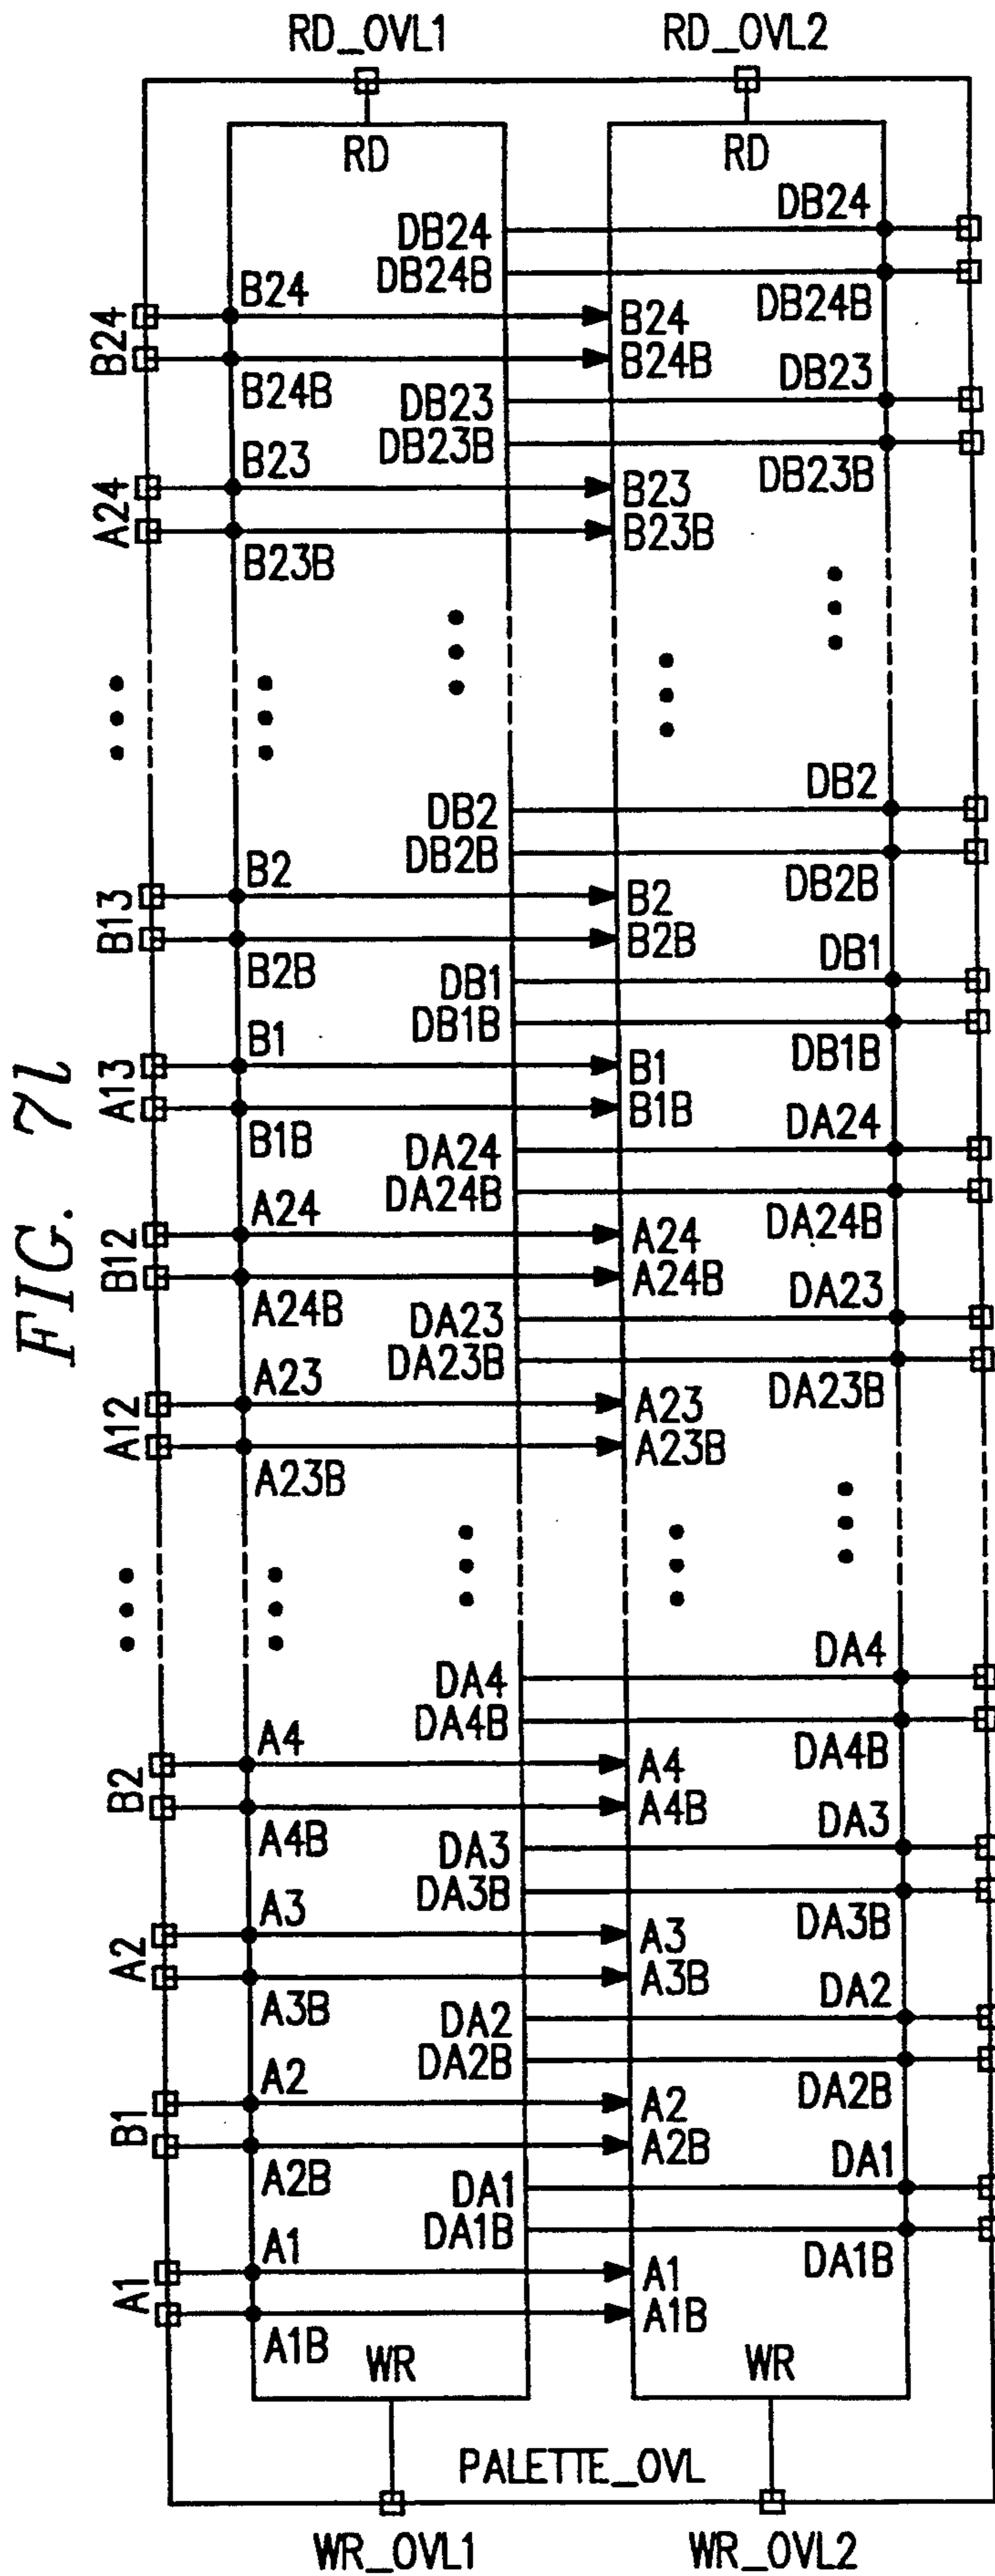 RD_OVL1 RD_OVL2
RD RD
DB24 DB24
DB24B DB24B
B24 B24 B24
B24B B24B
DB23 DB23
DB23B DB23B
A24 B23 B23
B23B B23B
DB2 DB2
DB2B DB2B
B13 B2 B2
B2B B2B
DB1 DB1
DB1B DB1B
A13 B1 B1
B1B B1B
DA24 DA24
DA24B DA24B
B12 A24 A24
A24B A24B
DA23 DA23
DA23B DA23B
A12 A23 A23
A23B A23B
DA4 DA4
DA4B DA4B
B2 A4 A4
A4B A4B
DA3 DA3
DA3B DA3B
A2 A3 A3
A3B A3B
DA2 DA2
DA2B DA2B
B1 A2 A2
A2B A2B
DA1 DA1
DA1B DA1B
A1 A1 A1
A1B A1B
WR WR
PALETTE_OVL
WR_OVL1 WR_OVL2
FIG. 7l